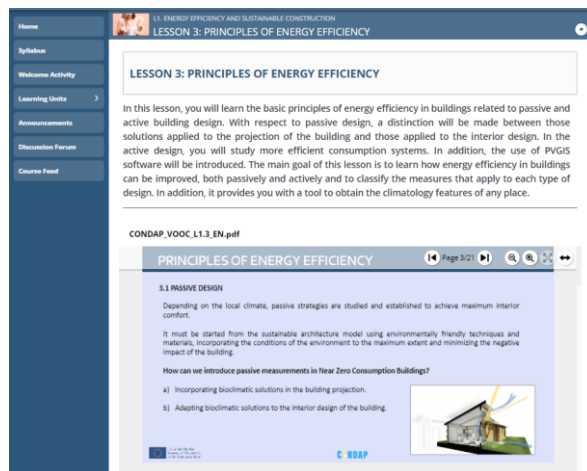 Home
Syllabus
Welcome Activity
Learning Units
Announcements
Discussion Forum
Course Feed
L1. ENERGY EFFICIENCY AND SUSTAINABLE CONSTRUCTION
LESSON 3: PRINCIPLES OF ENERGY EFFICIENCY
LESSON 3: PRINCIPLES OF ENERGY EFFICIENCY
In this lesson, you will learn the basic principles of energy efficiency in buildings related to passive and
active building design. With respect to passive design, a distinction will be made between those
solutions applied to the projection of the building and those applied to the interior design. In the
active design, you will study more efficient consumption systems. In addition, the use of PVGIS
software will be introduced. The main goal of this lesson is to learn how energy efficiency in buildings
can be improved, both passively and actively and to classify the measures that apply to each type of
design. In addition, it provides you with a tool to obtain the climatology features of any place.
CONDAP_VOOC_L1.3_EN.pdf
PRINCIPLES OF ENERGY EFFICIENCY
Page 3/21
3.1 PASSIVE DESIGN
Depending on the local climate, passive strategies are studied and established to achieve maximum interior
comfort.
It must be started from the sustainable architecture model using environmentally friendly techniques and
materials, incorporating the conditions of the environment to the maximum extent and minimizing the negative
impact of the building.
How can we introduce passive measurements in Near Zero Consumption Buildings?
a) Incorporating bioclimatic solutions in the building projection.
b) Adapting bioclimatic solutions to the interior design of the building.
CONDAP